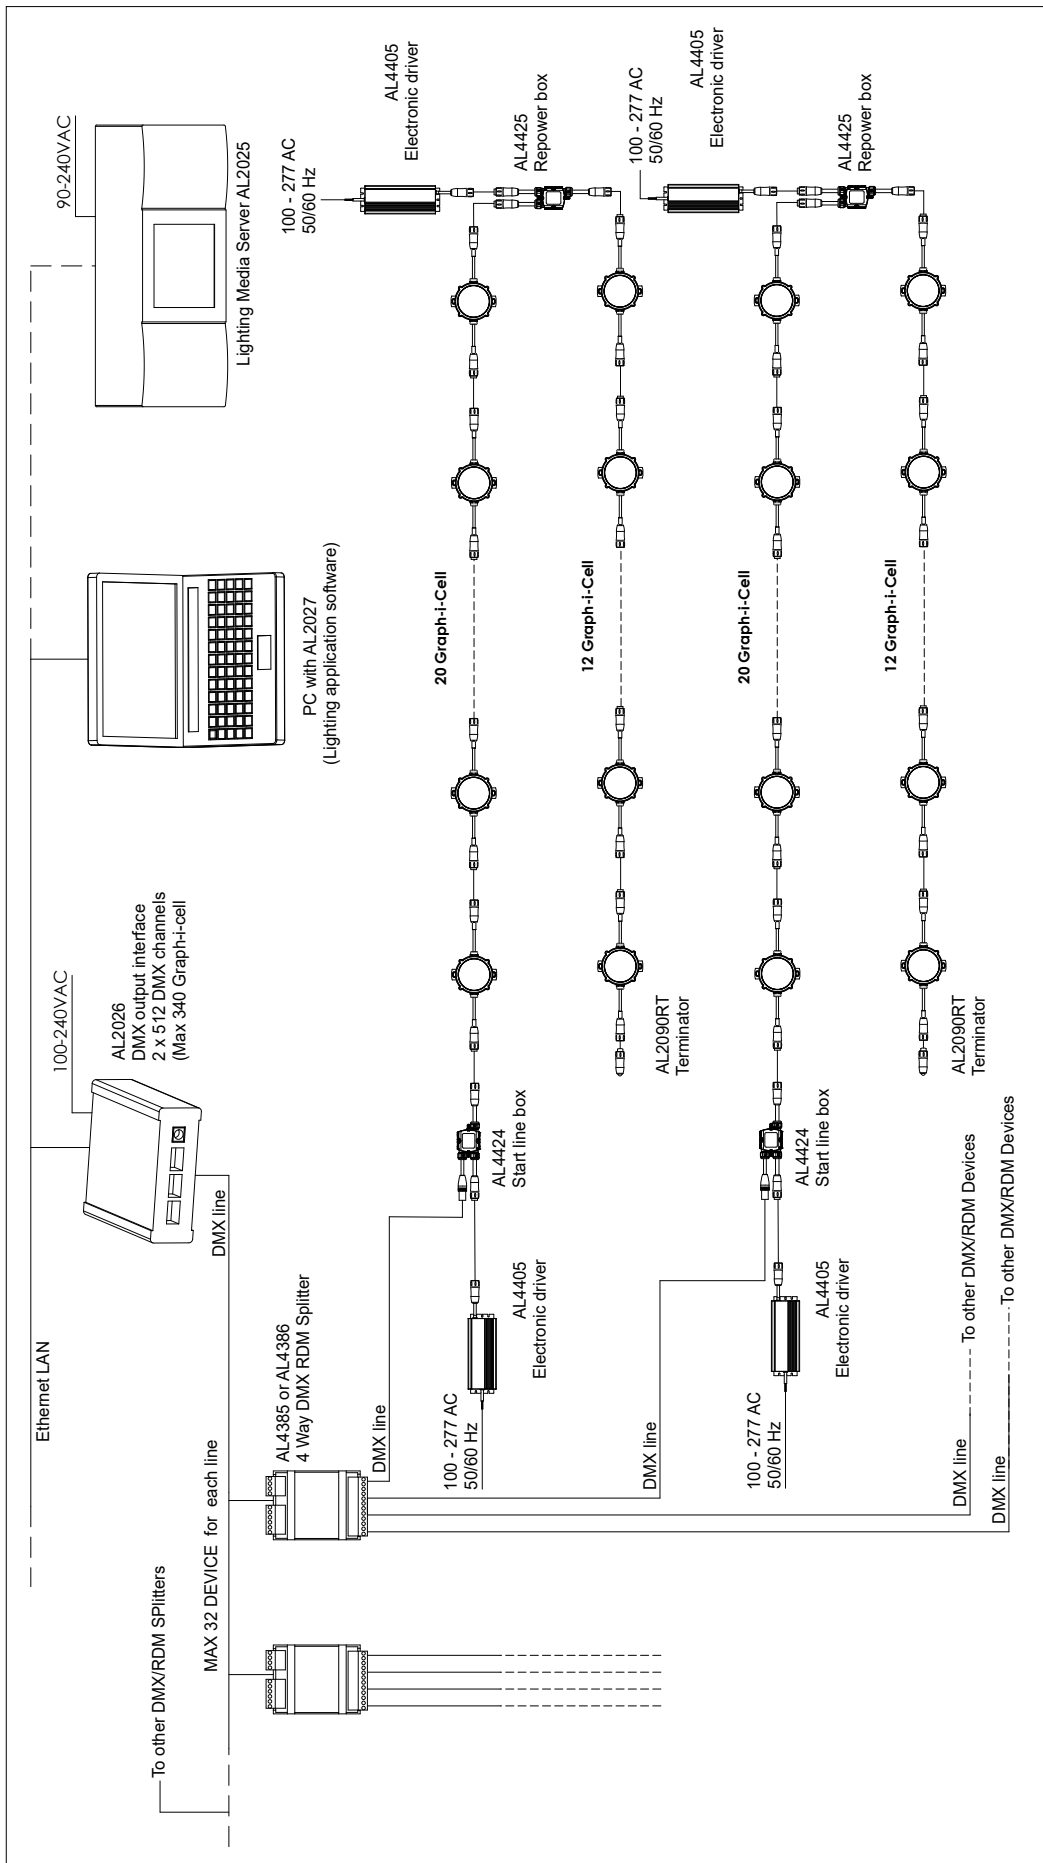 Ethernet LAN
100-240VAC
90-240VAC
AL2026
DMX output interface
2 x 512 DMX channels
(Max 340 Graph-i-cell)
PC with AL2027
(Lighting application software)
Lighting Media Server AL2025
To other DMX/RDM SPlitters
MAX 32 DEVICE for each line
DMX line
AL4385 or AL4386
4 Way DMX RDM Splitter
DMX line
100 - 277 AC
50/60 Hz
AL4405
Electronic driver
AL4424
Start line box
20 Graph-i-Cell
100 - 277 AC
50/60 Hz
AL4405
Electronic driver
AL4425
Repower box
12 Graph-i-Cell
AL2090RT
Terminator
DMX line
100 - 277 AC
50/60 Hz
AL4405
Electronic driver
AL4424
Start line box
20 Graph-i-Cell
100 - 277 AC
50/60 Hz
AL4405
Electronic driver
AL4425
Repower box
12 Graph-i-Cell
AL2090RT
Terminator
DMX line
To other DMX/RDM Devices
DMX line
To other DMX/RDM Devices